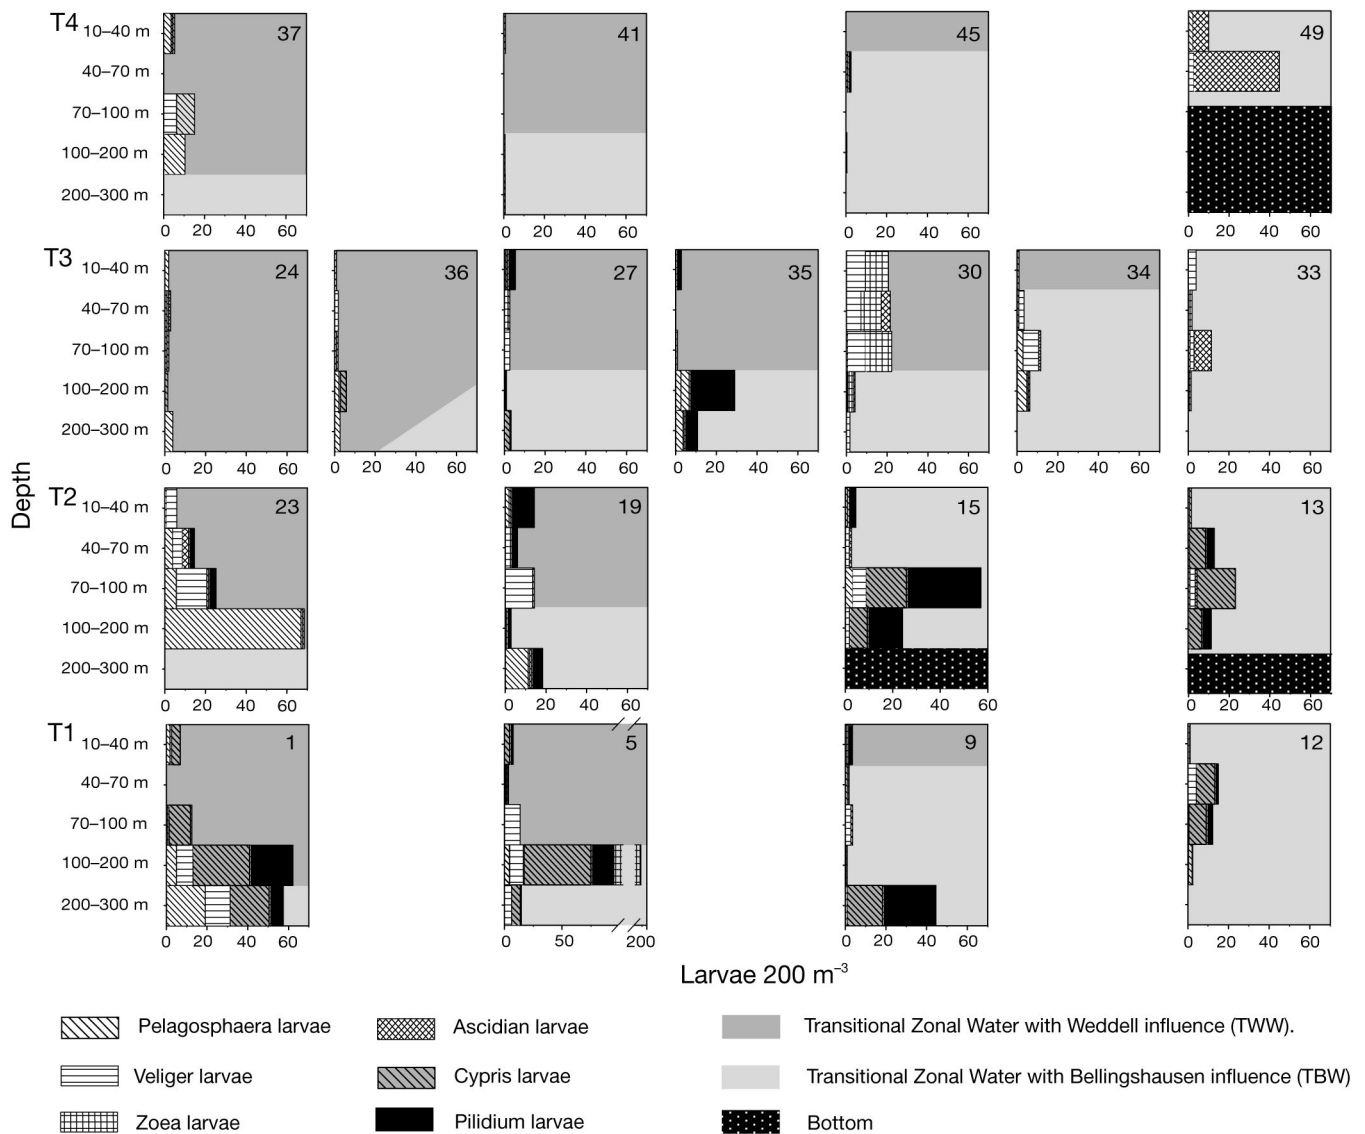 T4
10–40 m
40–70 m
70–100 m
100–200 m
200–300 m
37
41
45
49
0 20 40 60
0 20 40 60
0 20 40 60
0 20 40 60
T3
10–40 m
40–70 m
70–100 m
100–200 m
200–300 m
24
36
27
35
30
34
33
0 20 40 60
0 20 40 60
0 20 40 60
0 20 40 60
0 20 40 60
0 20 40 60
0 20 40 60
Depth
T2
10–40 m
40–70 m
70–100 m
100–200 m
200–300 m
23
19
15
13
0 20 40 60
0 20 40 60
0 20 40 60
0 20 40 60
T1
10–40 m
40–70 m
70–100 m
100–200 m
200–300 m
1
5
9
12
0 20 40 60
0 50 200
0 20 40 60
0 20 40 60
Larvae 200 m⁻³
Pelagosphaera larvae
Ascidian larvae
Transitional Zonal Water with Weddell influence (TWW).
Veliger larvae
Cypris larvae
Transitional Zonal Water with Bellingshausen influence (TBW)
Zoea larvae
Pilidium larvae
Bottom